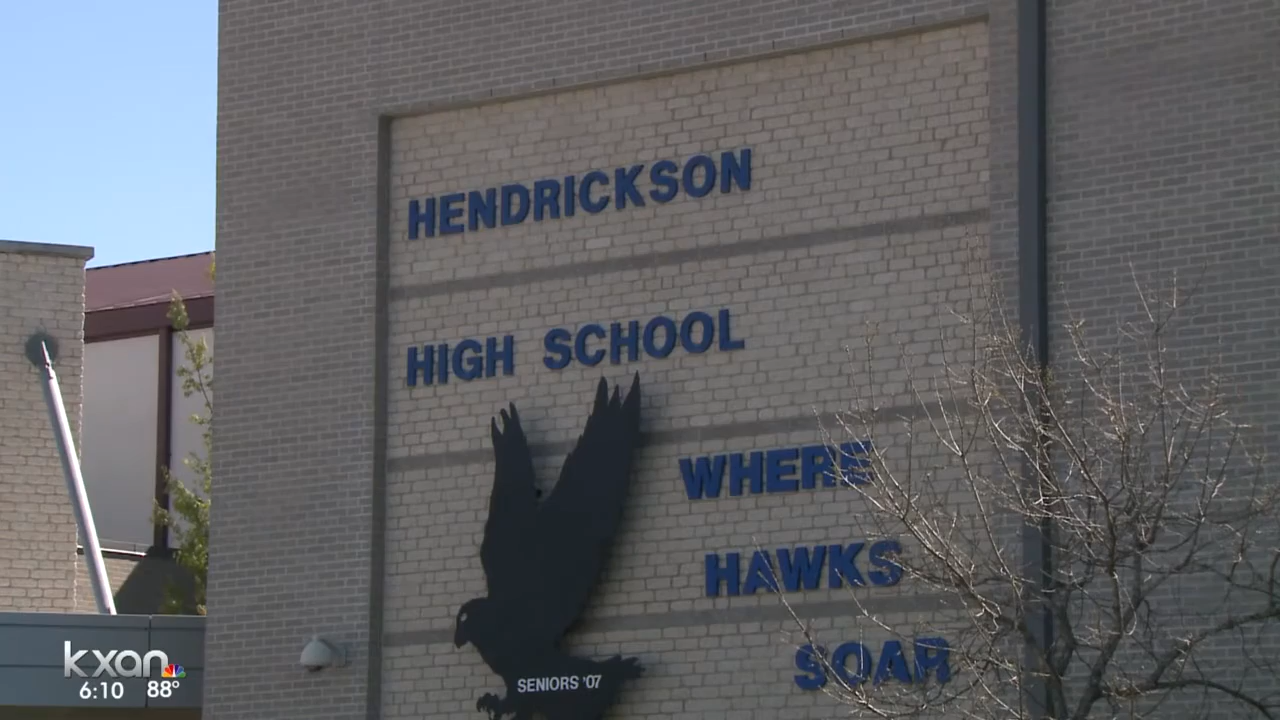 HENDRICKSON
HIGH SCHOOL
WHERE
HAWKS
SOAR
SENIORS '07
kxan
6:10 88°